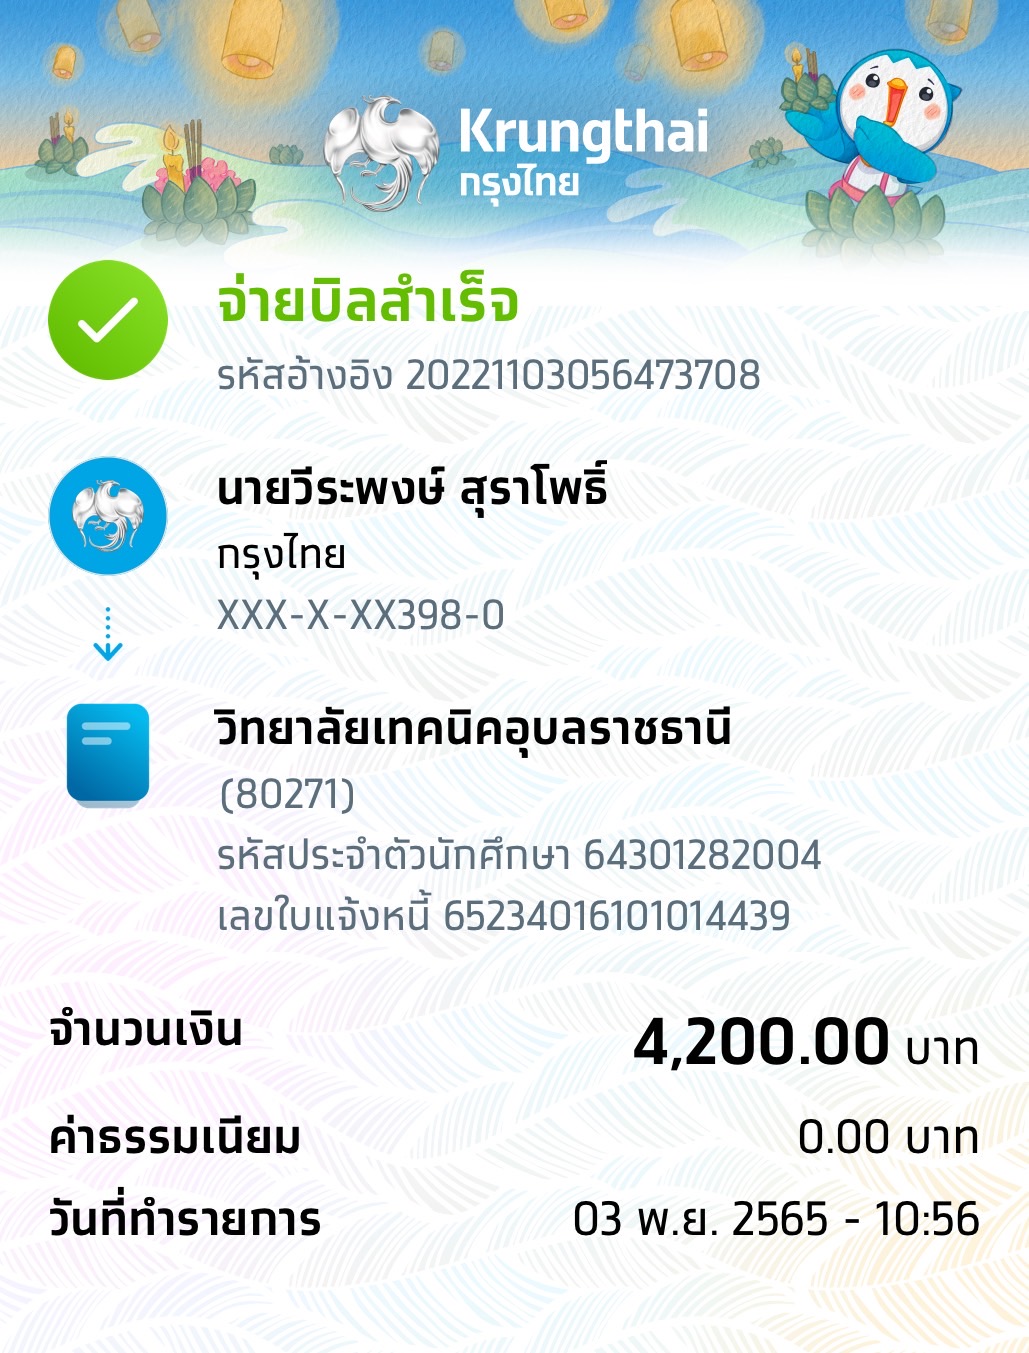 Krungthai
กรุงไทย
จ่ายบิลสำเร็จ
รหัสอ้างอิง 20221103056473708
นายวีระพงษ์ สุราโพธิ์
กรุงไทย
XXX-X-XX398-0
วิทยาลัยเทคนิคอุบลราชธานี
(80271)
รหัสประจำตัวนักศึกษา 64301282004
เลขใบแจ้งหนี้ 65234016101014439
จำนวนเงิน 4,200.00 บาท
ค่าธรรมเนียม 0.00 บาท
วันที่ทำรายการ 03 พ.ย. 2565 - 10:56